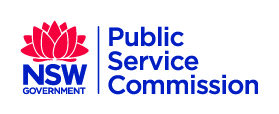 NSW
GOVERNMENT
Public
Service
Commission